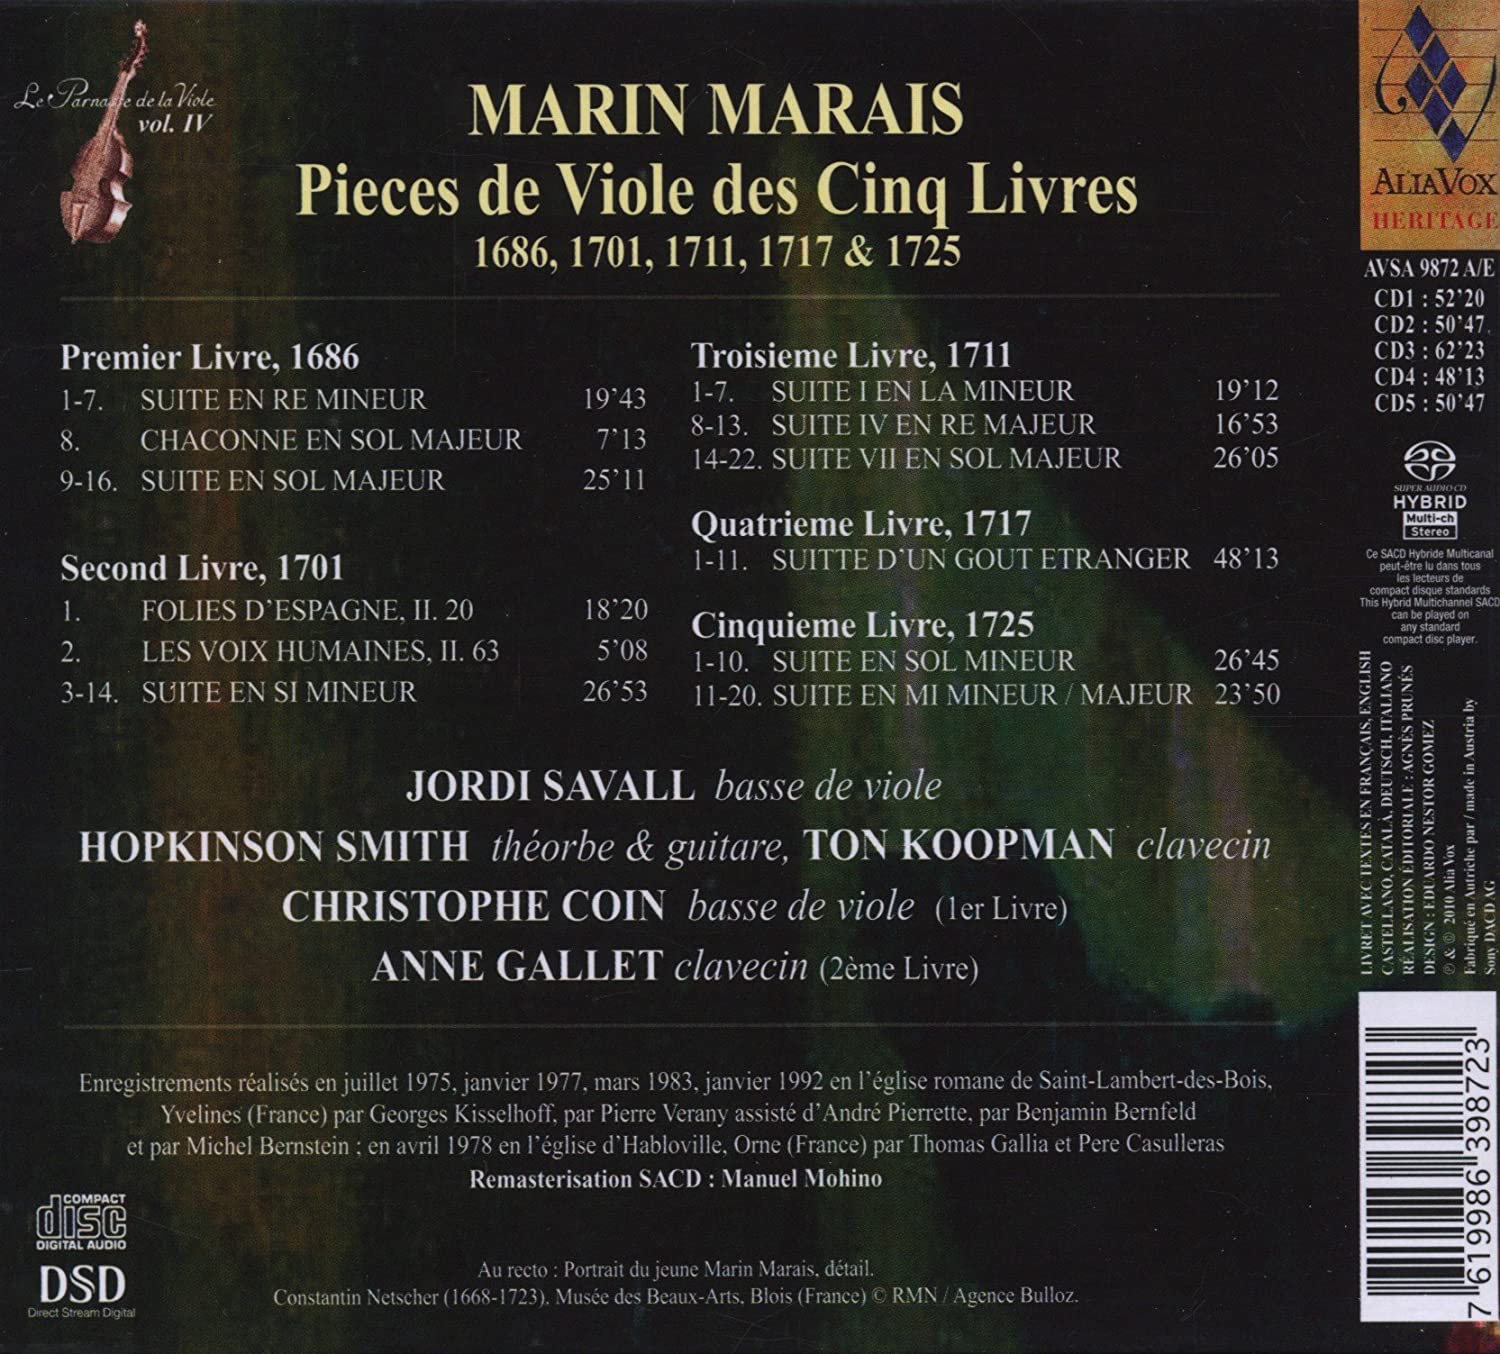 Le Parnasse de la Viole
vol. IV
MARIN MARAIS
Pieces de Viole des Cinq Livres
1686, 1701, 1711, 1717 & 1725
Premier Livre, 1686
1-7. SUITE EN RE MINEUR 19'43
8. CHACONNE EN SOL MAJEUR 7'13
9-16. SUITE EN SOL MAJEUR 25'11
Second Livre, 1701
1. FOLIES D'ESPAGNE, II. 20 18'20
2. LES VOIX HUMAINES, II. 63 5'08
3-14. SUITE EN SI MINEUR 26'53
Troisieme Livre, 1711
1-7. SUITE I EN LA MINEUR 19'12
8-13. SUITE IV EN RE MAJEUR 16'53
14-22. SUITE VII EN SOL MAJEUR 26'05
Quatrieme Livre, 1717
1-11. SUITTE D'UN GOUT ETRANGER 48'13
Cinquieme Livre, 1725
1-10. SUITE EN SOL MINEUR 26'45
11-20. SUITE EN MI MINEUR / MAJEUR 23'50
JORDI SAVALL basse de viole
HOPKINSON SMITH théorbe & guitare, TON KOOPMAN clavecin
CHRISTOPHE COIN basse de viole (1er Livre)
ANNE GALLET clavecin (2ème Livre)
Enregistrements réalisés en juillet 1975, janvier 1977, mars 1983, janvier 1992 en l'église romane de Saint-Lambert-des-Bois,
Yvelines (France) par Georges Kisselhoff, par Pierre Verany assisté d'André Pierrette, par Benjamin Bernfeld
et par Michel Bernstein ; en avril 1978 en l'église d'Habloville, Orne (France) par Thomas Gallia et Pere Casulleras
Remasterisation SACD : Manuel Mohino
COMPACT
disc
DIGITAL AUDIO
DSD
Direct Stream Digital
Au recto : Portrait du jeune Marin Marais, détail.
Constantin Netscher (1668-1723), Musée des Beaux-Arts, Blois (France) © RMN / Agence Bulloz.
ALIAVOX
HERITAGE
AVSA 9872 A/E
CD1 : 52'20
CD2 : 50'47
CD3 : 62'23
CD4 : 48'13
CD5 : 50'47
SUPER AUDIO CD
HYBRID
Multi-ch
Stereo
Ce SACD Hybride Multicanal
peut-être lu dans tous
les lecteurs de
compact disque standards
This Hybrid Multichannel SACD
can be played on
any standard
compact disc player.
LIVRET AVEC TEXTES EN FRANCAIS, ENGLISH
CASTELLANO, CATALÀ, DEUTSCH, ITALIANO
RÉALISATION ÉDITORIALE : AGNÈS PRUNÉS
DESIGN : EDUARDO NESTOR GOMEZ
℗ & © 2010 Alia Vox
Fabriqué en Autriche par / made in Austria by
Sony DADC AG
7 619986 398723